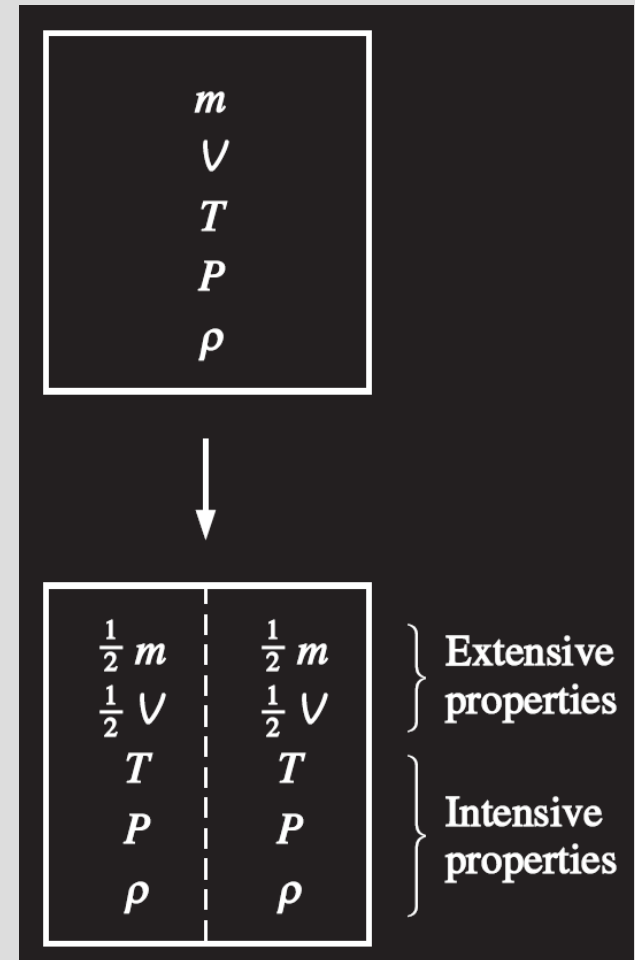 m
V
T
P
ρ
1/2 m 1/2 m
1/2 V 1/2 V
T T
P P
ρ ρ
Extensive
properties
Intensive
properties